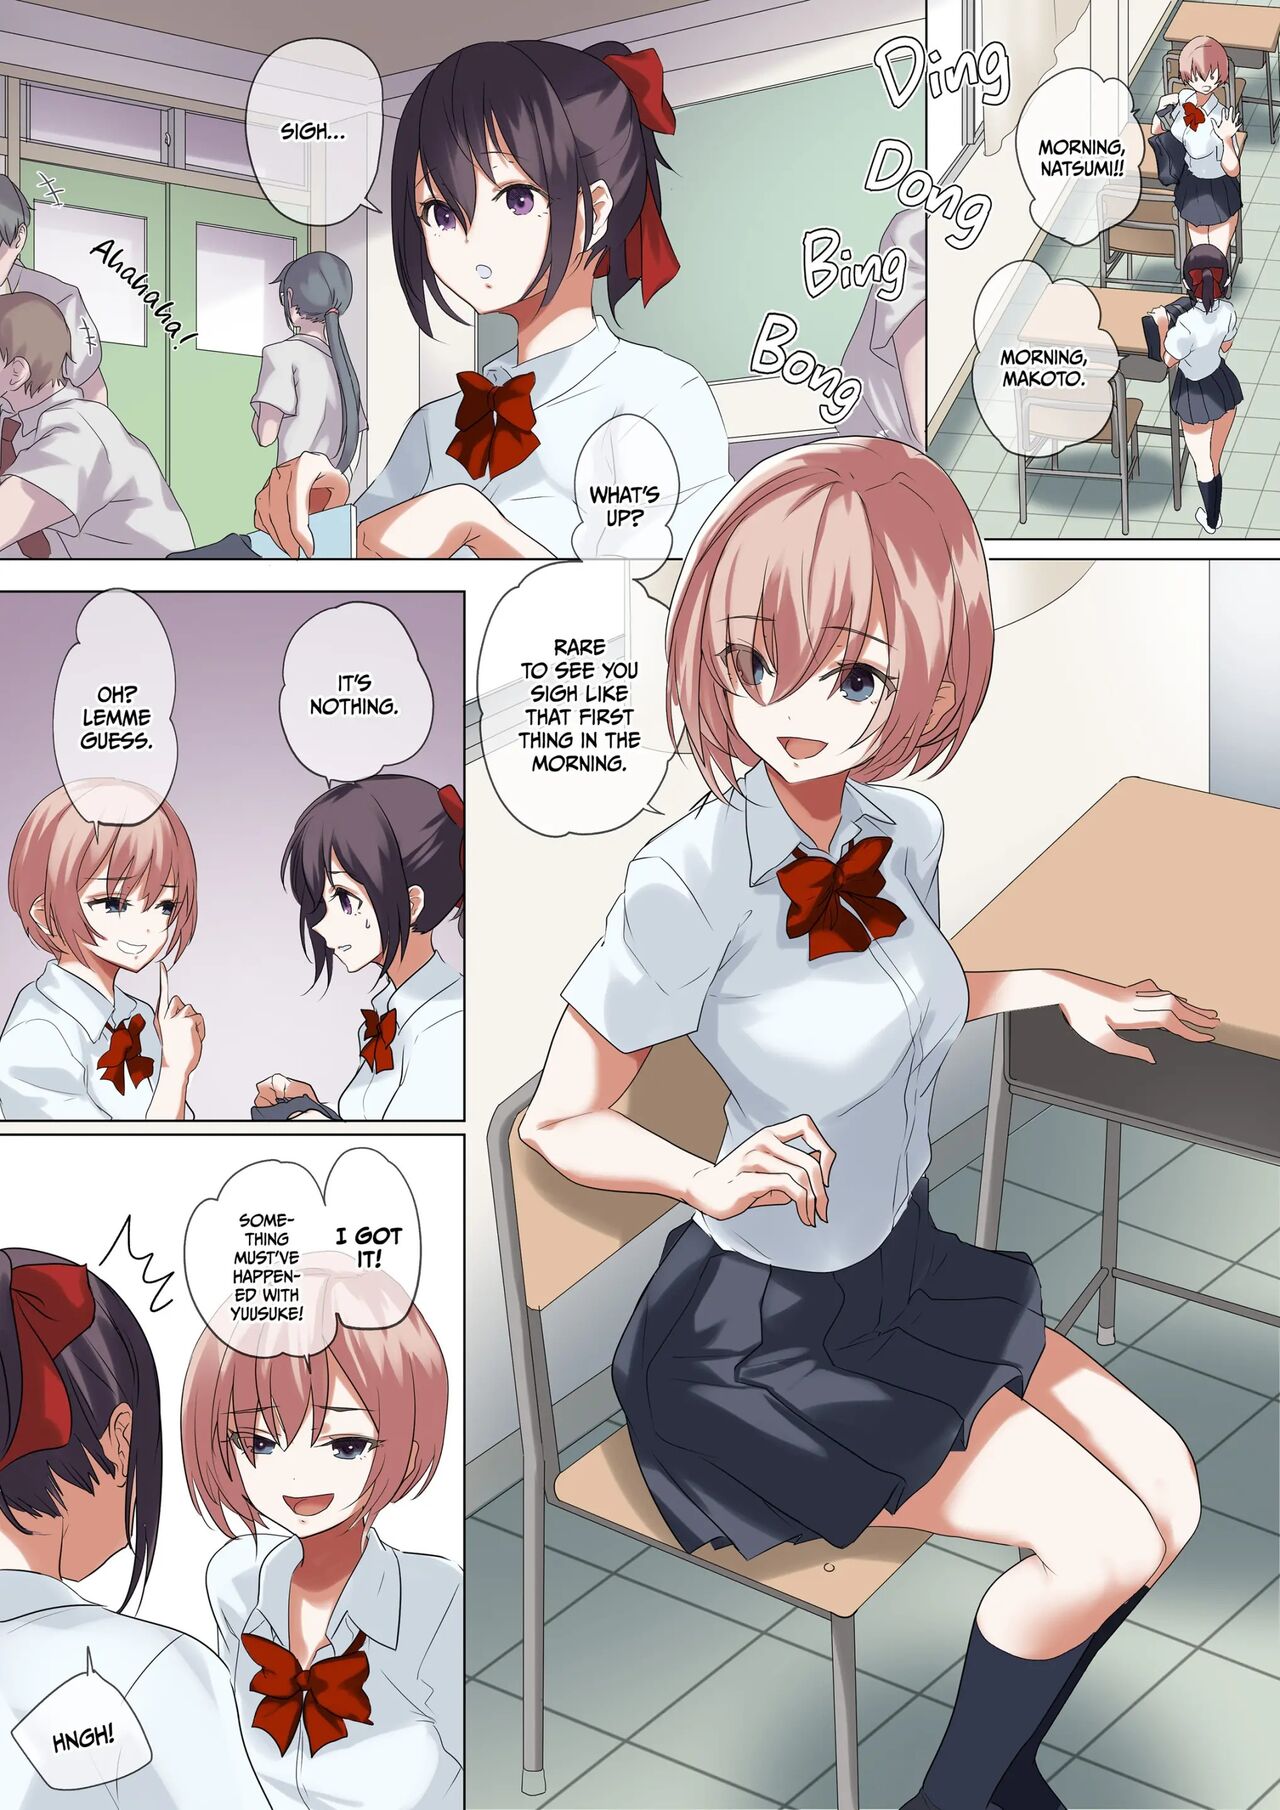 MORNING,
NATSUMI!!
MORNING,
MAKOTO.
Ding
Dong
Bing
Bong
SIGH...
Ahahaha!
WHAT'S
UP?
RARE
TO SEE YOU
SIGH LIKE
THAT FIRST
THING IN THE
MORNING.
IT'S
NOTHING.
OH?
LEMME
GUESS.
I GOT
IT!
SOME-
THING
MUST'VE
HAPPEN-
ED WITH
YUUSUKE!
HNGH!